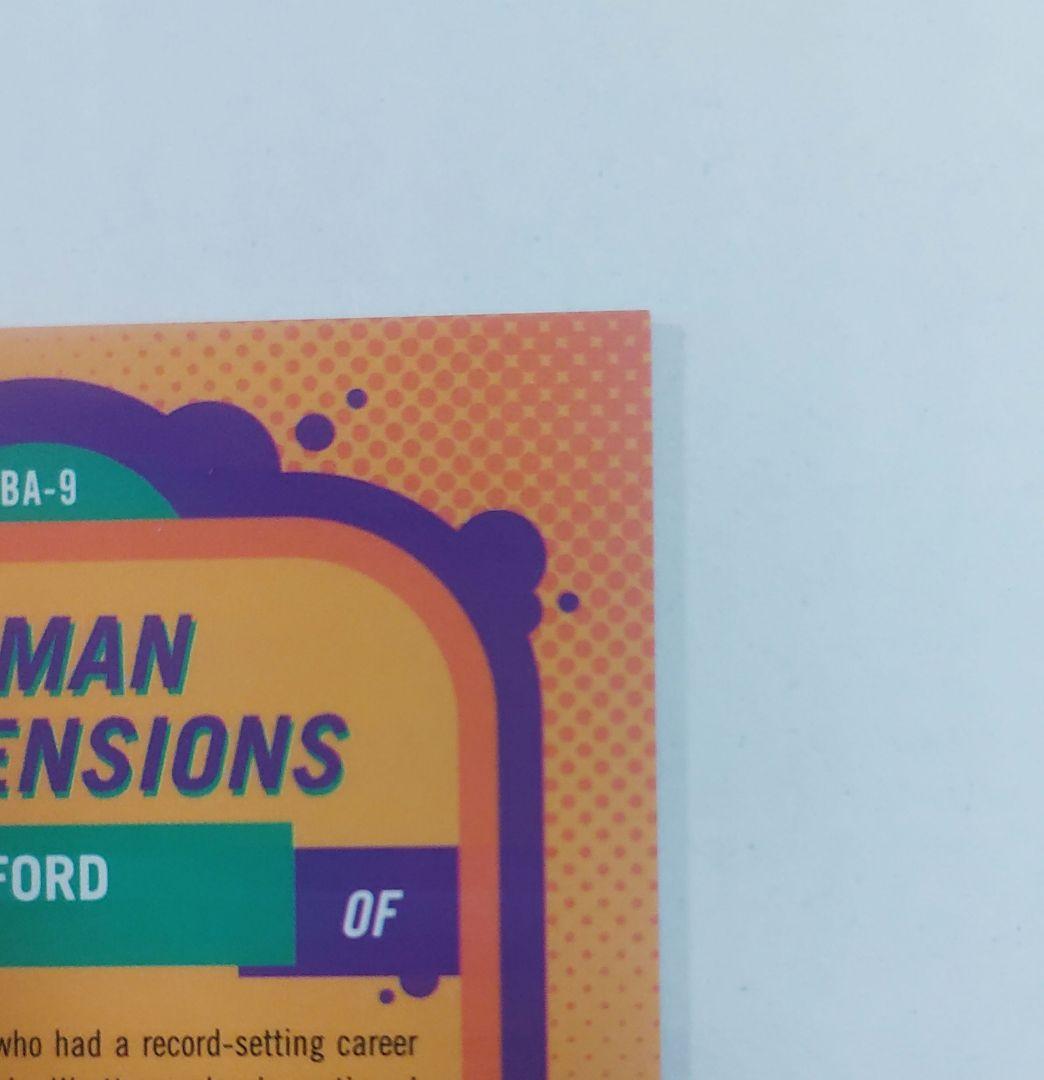 BA-9
MAN
ENSIONS
FORD
OF
who had a record-setting career